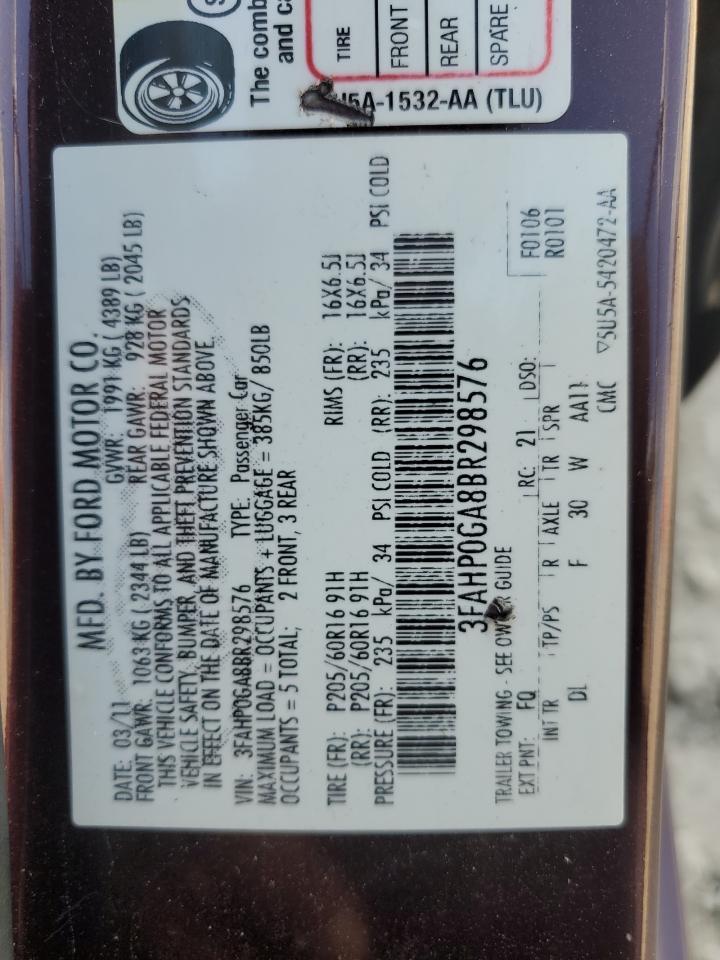 The comb
and ca
TIRE
FRONT
REAR
SPARE
U5A-1532-AA (TLU)
MFD. BY FORD MOTOR CO.
DATE: 03/11 GVWR: 1991 KG ( 4389 LB)
FRONT GAWR: 1063 KG ( 2344 LB) REAR GAWR: 928 KG ( 2045 LB)
THIS VEHICLE CONFORMS TO ALL APPLICABLE FEDERAL MOTOR
VEHICLE SAFETY, BUMPER, AND THEFT PREVENTION STANDARDS
IN EFFECT ON THE DATE OF MANUFACTURE SHOWN ABOVE.
VIN: 3FAHP0GA8BR298576 TYPE: Passenger Car
MAXIMUM LOAD = OCCUPANTS + LUGGAGE = 385KG/ 850LB
OCCUPANTS = 5 TOTAL; 2 FRONT, 3 REAR
TIRE (FR): P205/60R16 91H RIMS (FR): 16X6.5J
(RR): P205/60R16 91H (RR): 16X6.5J
PRESSURE (FR): 235 kPa/ 34 PSI COLD (RR): 235 kPa/ 34 PSI COLD
3FAHP0GA8BR298576
TRAILER TOWING - SEE OWNER GUIDE
EXT PNT: FQ RC: 21 DSO: F0106
R0101
INT TR TP/PS R AXLE TR SPR
DL F 30 W AA11
CMC ▽5U5A-5420472-AA